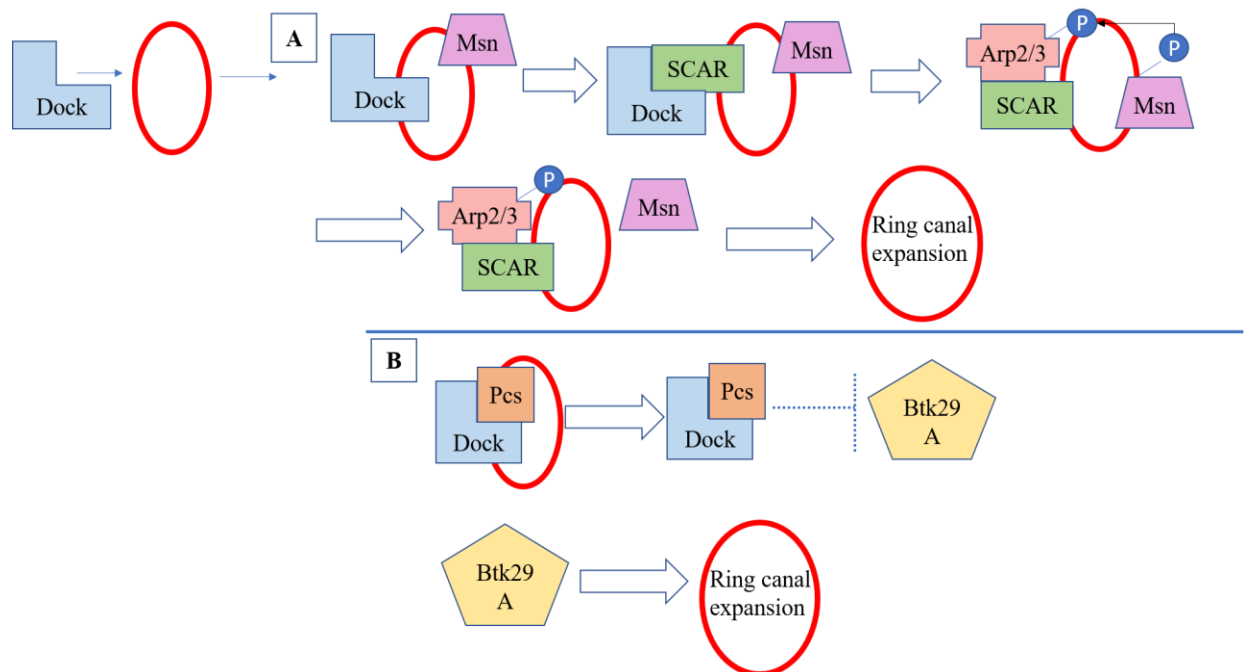 A
Dock
Dock
Msn
SCAR
Dock
Msn
P
P
Arp2/3
SCAR
Msn
P
Arp2/3
SCAR
Msn
Ring canal
expansion
B
Pcs
Dock
Pcs
Dock
Btk29
A
Btk29
A
Ring canal
expansion